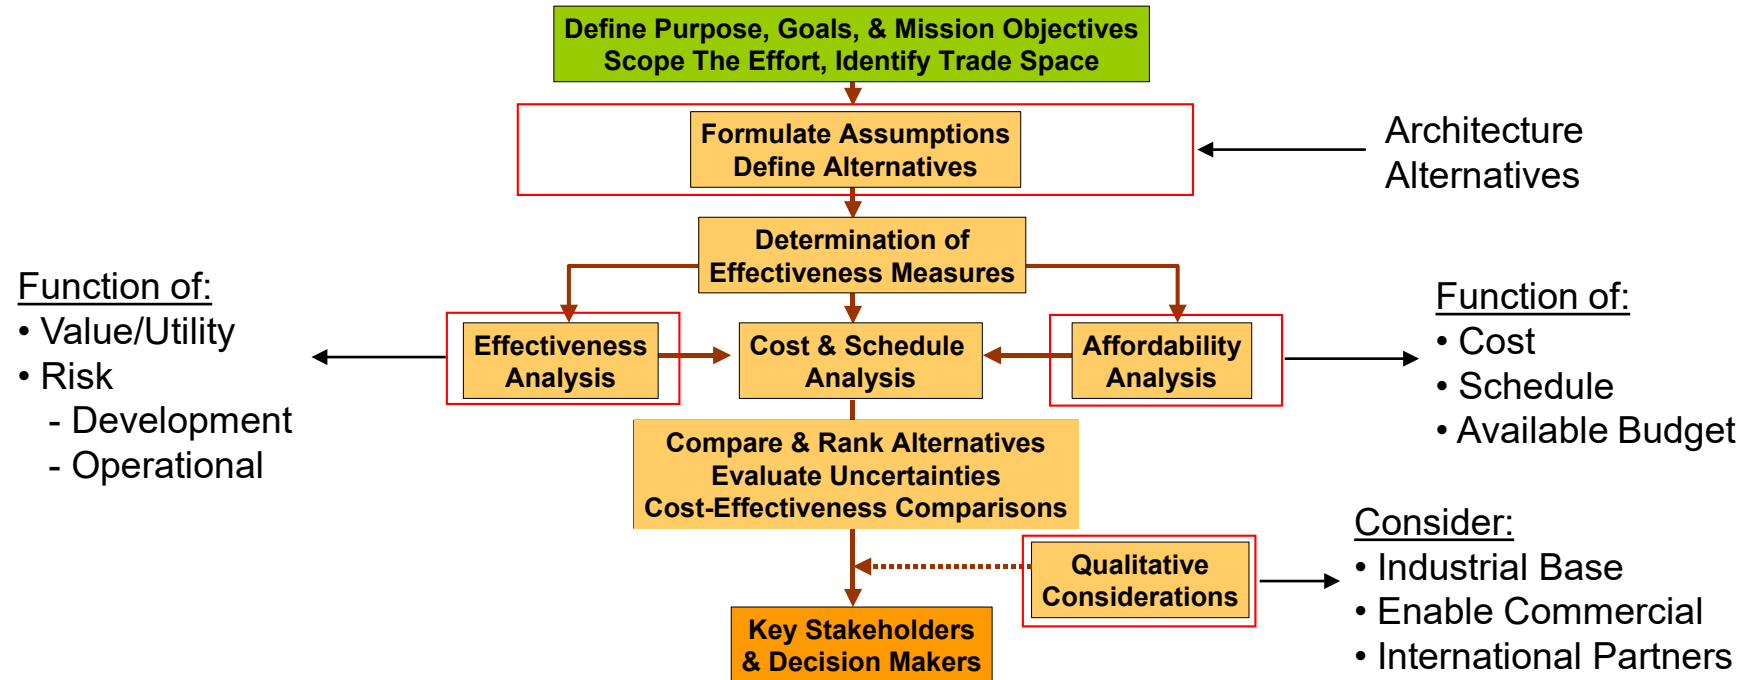 Define Purpose, Goals, & Mission Objectives
Scope The Effort, Identify Trade Space
Formulate Assumptions
Define Alternatives
Architecture
Alternatives
Determination of
Effectiveness Measures
Function of:
• Value/Utility
• Risk
- Development
- Operational
Effectiveness
Analysis
Cost & Schedule
Analysis
Affordability
Analysis
Function of:
• Cost
• Schedule
• Available Budget
Compare & Rank Alternatives
Evaluate Uncertainties
Cost-Effectiveness Comparisons
Qualitative
Considerations
Consider:
• Industrial Base
• Enable Commercial
• International Partners
Key Stakeholders
& Decision Makers